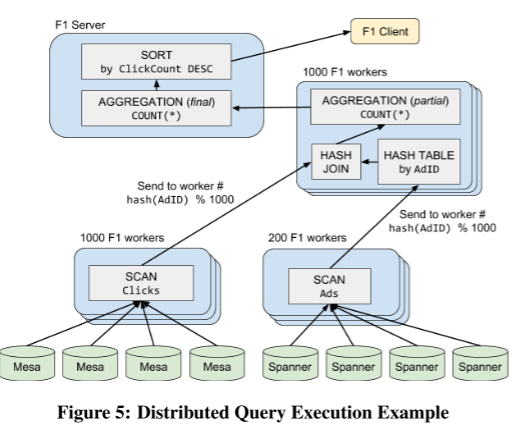 F1 Server
F1 Client
SORT
by ClickCount DESC
1000 F1 workers
AGGREGATION (final)
COUNT(*)
AGGREGATION (partial)
COUNT(*)
HASH
JOIN
HASH TABLE
by AdID
Send to worker #
hash(AdID) % 1000
Send to worker #
hash(AdID) % 1000
1000 F1 workers
200 F1 workers
SCAN
Clicks
SCAN
Ads
Mesa
Mesa
Mesa
Mesa
Spanner
Spanner
Spanner
Spanner
Figure 5: Distributed Query Execution Example